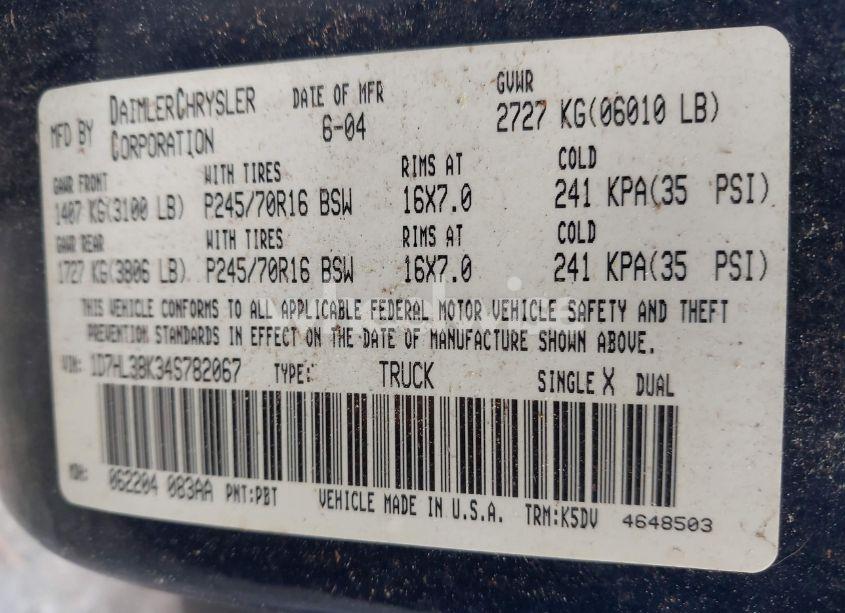 MFD BY DAIMLERCHRYSLER CORPORATION DATE OF MFR 6-04 GVWR 2727 KG(06010 LB)
GAWR FRONT WITH TIRES RIMS AT COLD
1407 KG(3100 LB) P245/70R16 BSW 16X7.0 241 KPA(35 PSI)
GAWR REAR WITH TIRES RIMS AT COLD
1727 KG(3806 LB) P245/70R16 BSW 16X7.0 241 KPA(35 PSI)
THIS VEHICLE CONFORMS TO ALL APPLICABLE FEDERAL MOTOR VEHICLE SAFETY AND THEFT
PREVENTION STANDARDS IN EFFECT ON THE DATE OF MANUFACTURE SHOWN ABOVE.
VIN: 1D7HL38K34S782067 TYPE: TRUCK SINGLE X DUAL
MDH: 062204 083AA PNT:PBT VEHICLE MADE IN U.S.A. TRM:K5DV 4648503